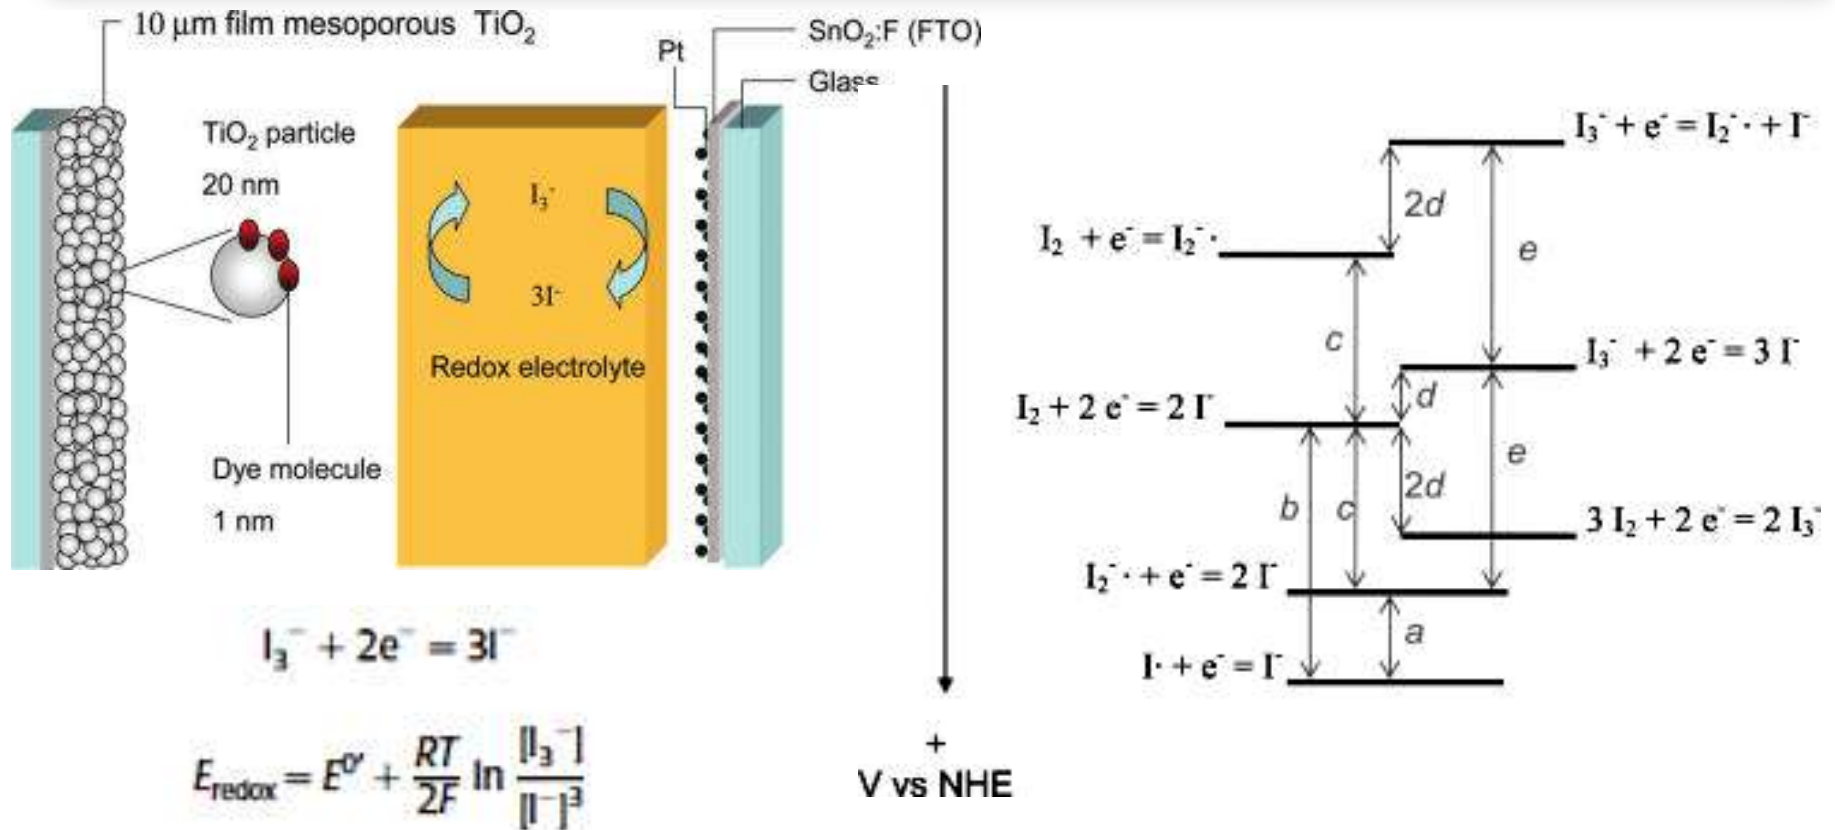 10 μm film mesoporous TiO₂
SnO₂:F (FTO)
Pt
Glass
TiO₂ particle
20 nm
I₃⁻
3I⁻
Redox electrolyte
Dye molecule
1 nm
I₃⁻ + 2e⁻ = 3I⁻
E_redox = E⁰′ + RT/2F ln [I₃⁻]/[I⁻]³
I₃⁻ + e⁻ = I₂⁻· + I⁻
2d
I₂ + e⁻ = I₂⁻·
e
c
I₃⁻ + 2 e⁻ = 3 I⁻
d
I₂ + 2 e⁻ = 2 I⁻
e
2d
b
c
3 I₂ + 2 e⁻ = 2 I₃⁻
I₂⁻· + e⁻ = 2 I⁻
a
I· + e⁻ = I⁻
+
V vs NHE